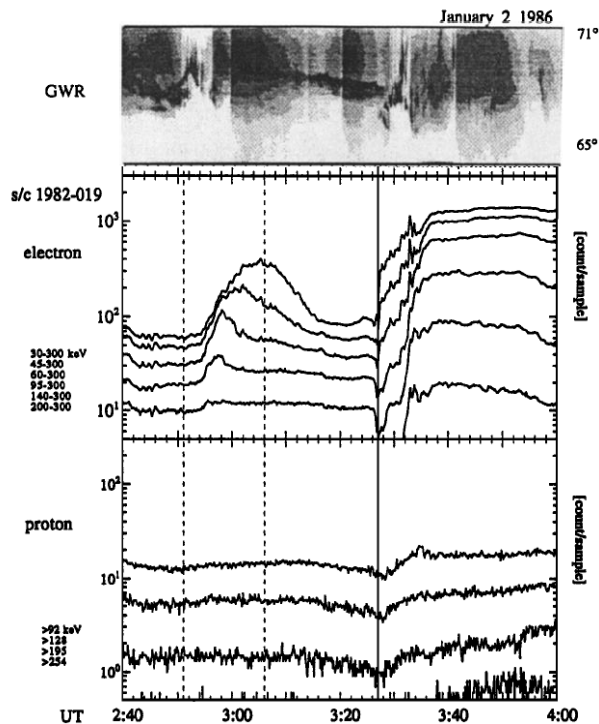 January 2 1986
71°
GWR
65°
s/c 1982-019
10³
electron
[count/sample]
10²
30-300 keV
45-300
60-300
95-300
140-300
200-300
10¹
10²
proton
[count/sample]
10¹
>92 keV
>128
>195
>254
10⁰
UT 2:40 3:00 3:20 3:40 4:00